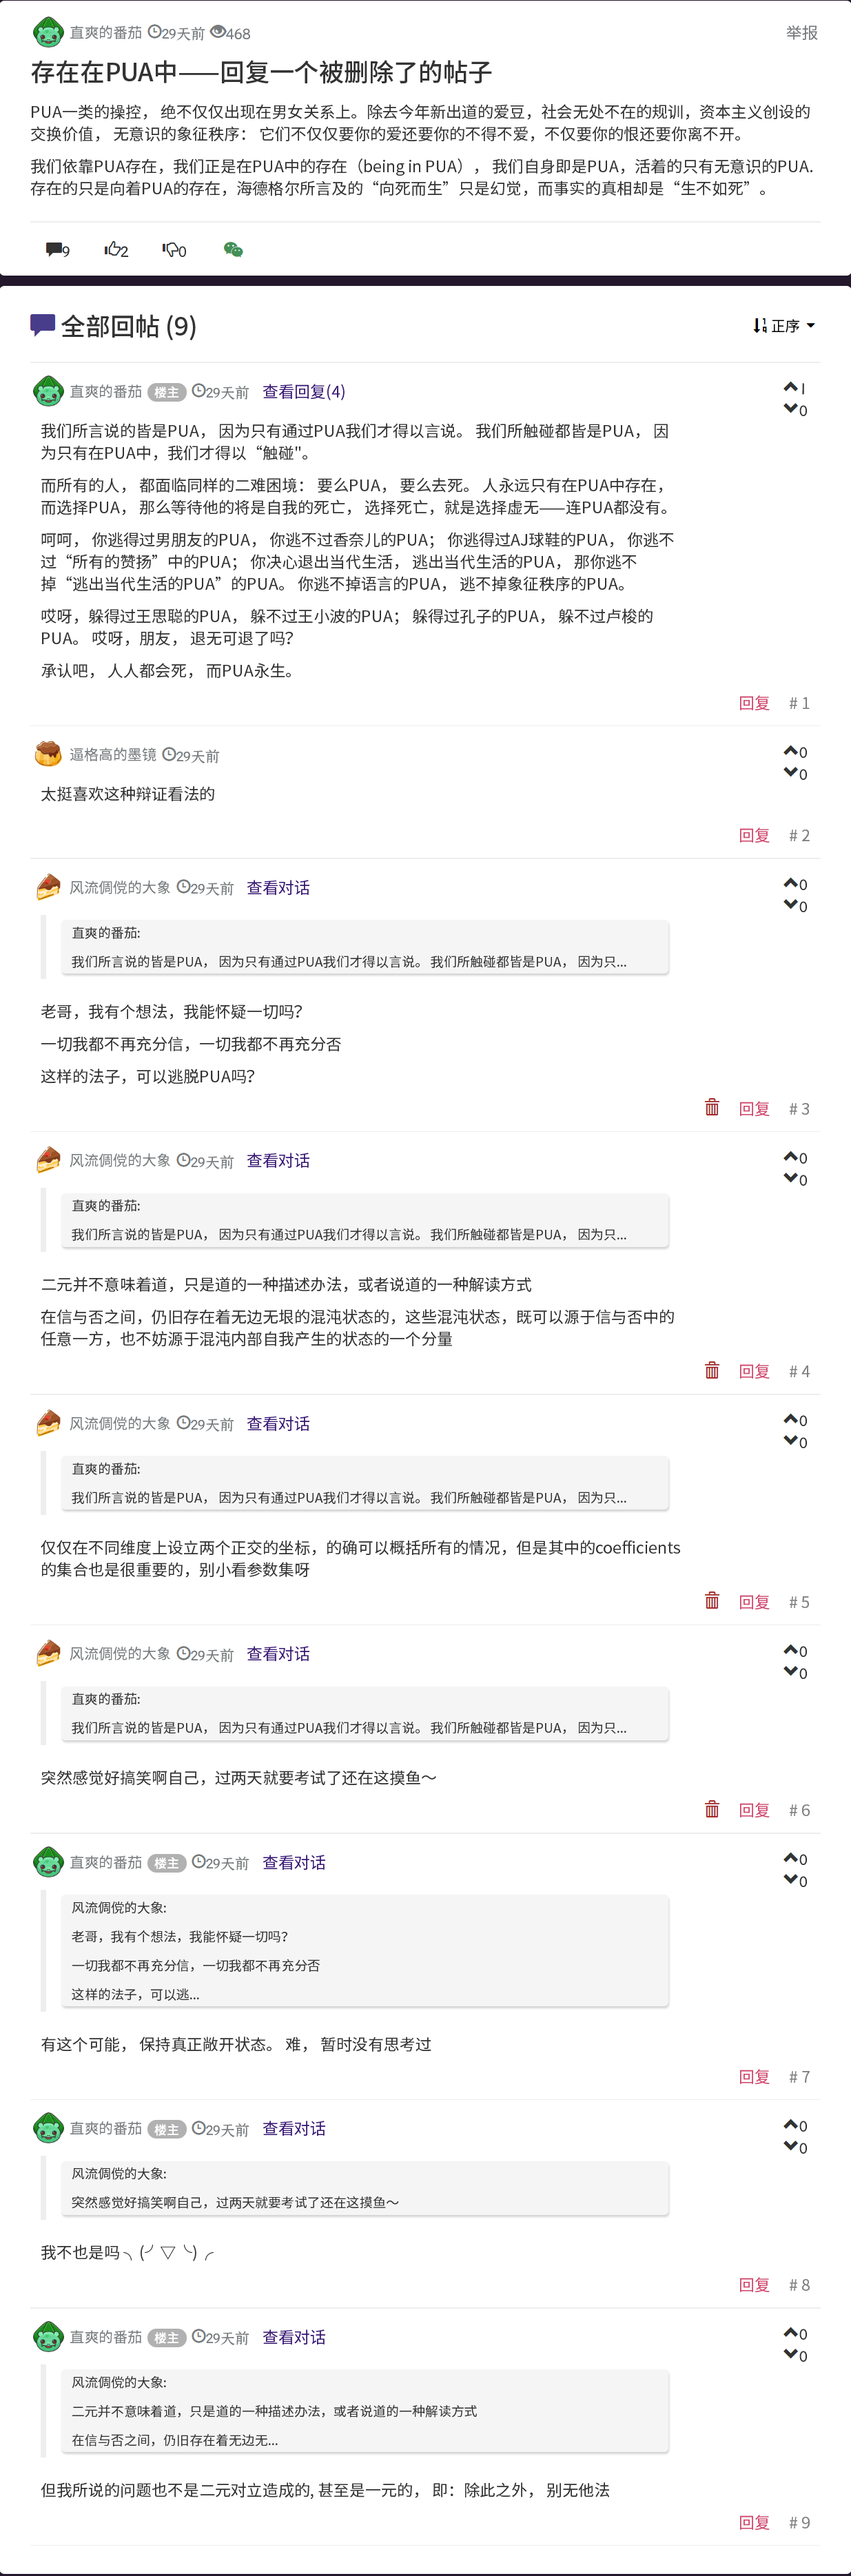 直爽的番茄 29天前 468 举报
存在在PUA中——回复一个被删除了的帖子
PUA一类的操控， 绝不仅仅出现在男女关系上。除去今年新出道的爱豆，社会无处不在的规训，资本主义创设的
交换价值， 无意识的象征秩序： 它们不仅仅要你的爱还要你的不得不爱，不仅要你的恨还要你离不开。
我们依靠PUA存在，我们正是在PUA中的存在（being in PUA）， 我们自身即是PUA，活着的只有无意识的PUA.
存在的只是向着PUA的存在，海德格尔所言及的“向死而生”只是幻觉，而事实的真相却是“生不如死”。
9 2 0
全部回帖 (9) 正序
直爽的番茄 楼主 29天前 查看回复(4) 1
0
我们所言说的皆是PUA， 因为只有通过PUA我们才得以言说。 我们所触碰都皆是PUA， 因
为只有在PUA中，我们才得以“触碰"。
而所有的人， 都面临同样的二难困境： 要么PUA， 要么去死。 人永远只有在PUA中存在，
而选择PUA， 那么等待他的将是自我的死亡， 选择死亡，就是选择虚无——连PUA都没有。
呵呵， 你逃得过男朋友的PUA， 你逃不过香奈儿的PUA； 你逃得过AJ球鞋的PUA， 你逃不
过“所有的赞扬”中的PUA； 你决心退出当代生活， 逃出当代生活的PUA， 那你逃不
掉“逃出当代生活的PUA”的PUA。 你逃不掉语言的PUA， 逃不掉象征秩序的PUA。
哎呀，躲得过王思聪的PUA， 躲不过王小波的PUA； 躲得过孔子的PUA， 躲不过卢梭的
PUA。 哎呀，朋友， 退无可退了吗？
承认吧， 人人都会死， 而PUA永生。
回复 # 1
逼格高的墨镜 29天前 0
0
太挺喜欢这种辩证看法的
回复 # 2
风流倜傥的大象 29天前 查看对话 0
0
直爽的番茄:
我们所言说的皆是PUA， 因为只有通过PUA我们才得以言说。 我们所触碰都皆是PUA， 因为只...
老哥，我有个想法，我能怀疑一切吗？
一切我都不再充分信，一切我都不再充分否
这样的法子，可以逃脱PUA吗？
回复 # 3
风流倜傥的大象 29天前 查看对话 0
0
直爽的番茄:
我们所言说的皆是PUA， 因为只有通过PUA我们才得以言说。 我们所触碰都皆是PUA， 因为只...
二元并不意味着道，只是道的一种描述办法，或者说道的一种解读方式
在信与否之间，仍旧存在着无边无垠的混沌状态的，这些混沌状态，既可以源于信与否中的
任意一方，也不妨源于混沌内部自我产生的状态的一个分量
回复 # 4
风流倜傥的大象 29天前 查看对话 0
0
直爽的番茄:
我们所言说的皆是PUA， 因为只有通过PUA我们才得以言说。 我们所触碰都皆是PUA， 因为只...
仅仅在不同维度上设立两个正交的坐标，的确可以概括所有的情况，但是其中的coefficients
的集合也是很重要的，别小看参数集呀
回复 # 5
风流倜傥的大象 29天前 查看对话 0
0
直爽的番茄:
我们所言说的皆是PUA， 因为只有通过PUA我们才得以言说。 我们所触碰都皆是PUA， 因为只...
突然感觉好搞笑啊自己，过两天就要考试了还在这摸鱼～
回复 # 6
直爽的番茄 楼主 29天前 查看对话 0
0
风流倜傥的大象:
老哥，我有个想法，我能怀疑一切吗？
一切我都不再充分信，一切我都不再充分否
这样的法子，可以逃...
有这个可能， 保持真正敞开状态。 难， 暂时没有思考过
回复 # 7
直爽的番茄 楼主 29天前 查看对话 0
0
风流倜傥的大象:
突然感觉好搞笑啊自己，过两天就要考试了还在这摸鱼～
我不也是吗╮(╯▽╰)╭
回复 # 8
直爽的番茄 楼主 29天前 查看对话 0
0
风流倜傥的大象:
二元并不意味着道，只是道的一种描述办法，或者说道的一种解读方式
在信与否之间，仍旧存在着无边无...
但我所说的问题也不是二元对立造成的, 甚至是一元的， 即：除此之外， 别无他法
回复 # 9